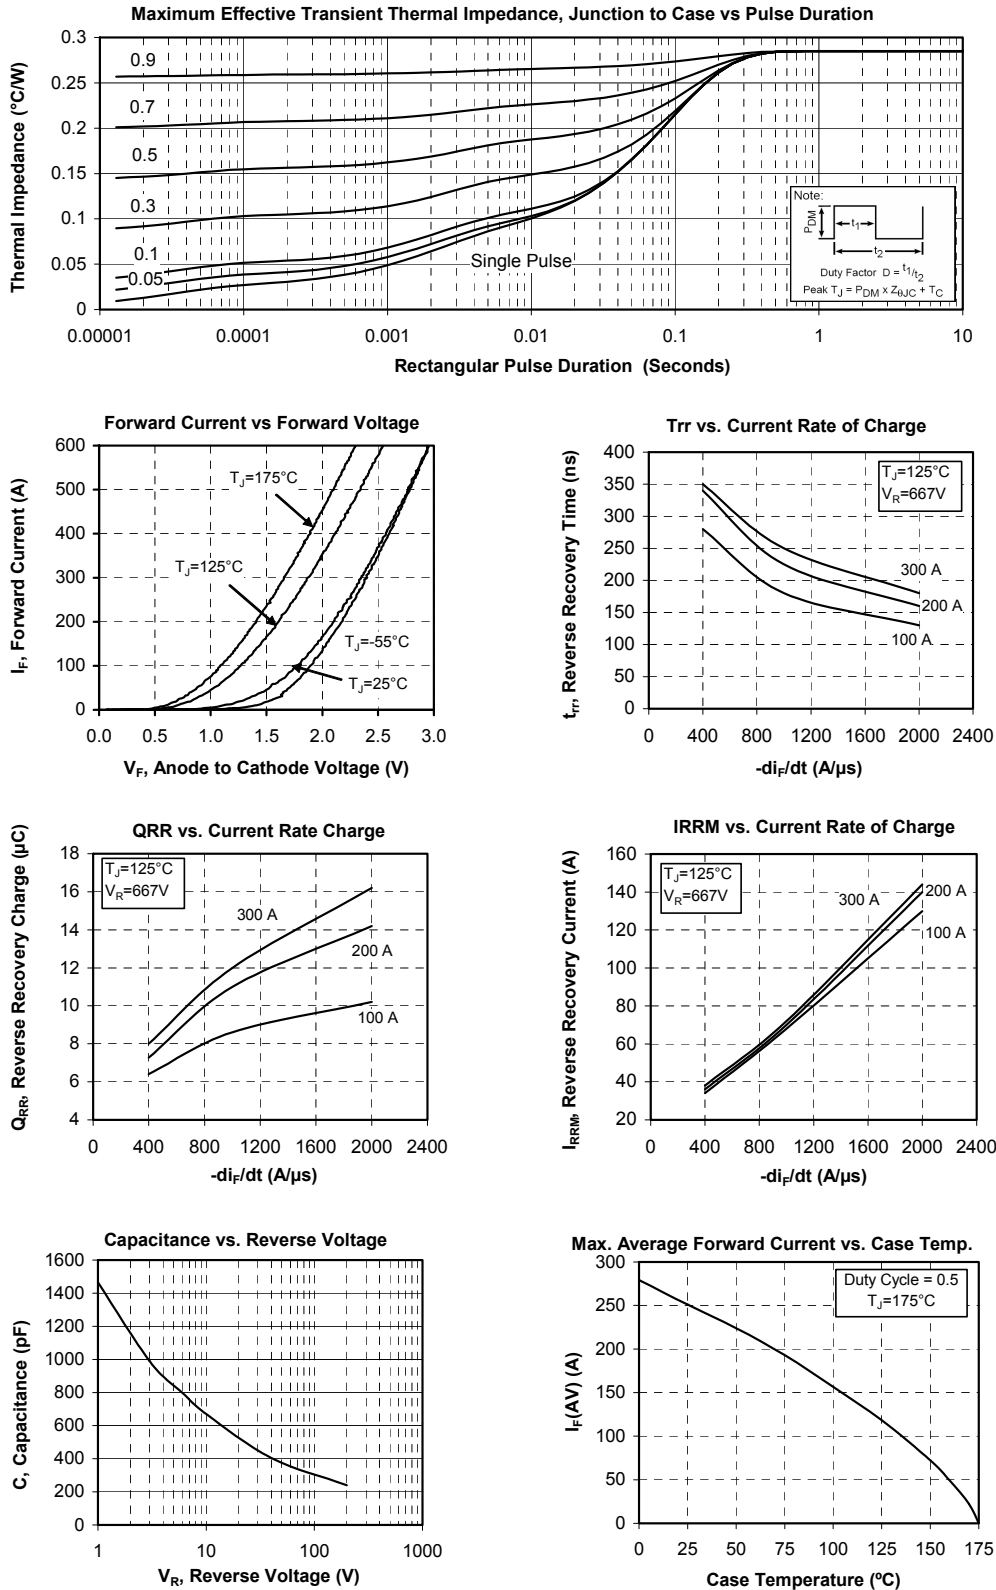 Maximum Effective Transient Thermal Impedance, Junction to Case vs Pulse Duration
Thermal Impedance (°C/W)
0.3
0.25
0.2
0.15
0.1
0.05
0
0.9
0.7
0.5
0.3
0.1
0.05
Single Pulse
Note:
PDM
t1
t2
Duty Factor D = t1/t2
Peak TJ = PDM x ZθJC + TC
0.00001 0.0001 0.001 0.01 0.1 1 10
Rectangular Pulse Duration (Seconds)
Forward Current vs Forward Voltage
IF, Forward Current (A)
600
500
400
300
200
100
0
TJ=175°C
TJ=125°C
TJ=-55°C
TJ=25°C
0.0 0.5 1.0 1.5 2.0 2.5 3.0
VF, Anode to Cathode Voltage (V)
Trr vs. Current Rate of Charge
trr, Reverse Recovery Time (ns)
400
350
300
250
200
150
100
50
0
TJ=125°C
VR=667V
300 A
200 A
100 A
0 400 800 1200 1600 2000 2400
-diF/dt (A/µs)
QRR vs. Current Rate Charge
QRR, Reverse Recovery Charge (µC)
18
16
14
12
10
8
6
4
TJ=125°C
VR=667V
300 A
200 A
100 A
0 400 800 1200 1600 2000 2400
-diF/dt (A/µs)
IRRM vs. Current Rate of Charge
IRRM, Reverse Recovery Current (A)
160
140
120
100
80
60
40
20
TJ=125°C
VR=667V
300 A
200 A
100 A
0 400 800 1200 1600 2000 2400
-diF/dt (A/µs)
Capacitance vs. Reverse Voltage
C, Capacitance (pF)
1600
1400
1200
1000
800
600
400
200
0
1 10 100 1000
VR, Reverse Voltage (V)
Max. Average Forward Current vs. Case Temp.
IF(AV) (A)
300
250
200
150
100
50
0
Duty Cycle = 0.5
TJ=175°C
0 25 50 75 100 125 150 175
Case Temperature (ºC)